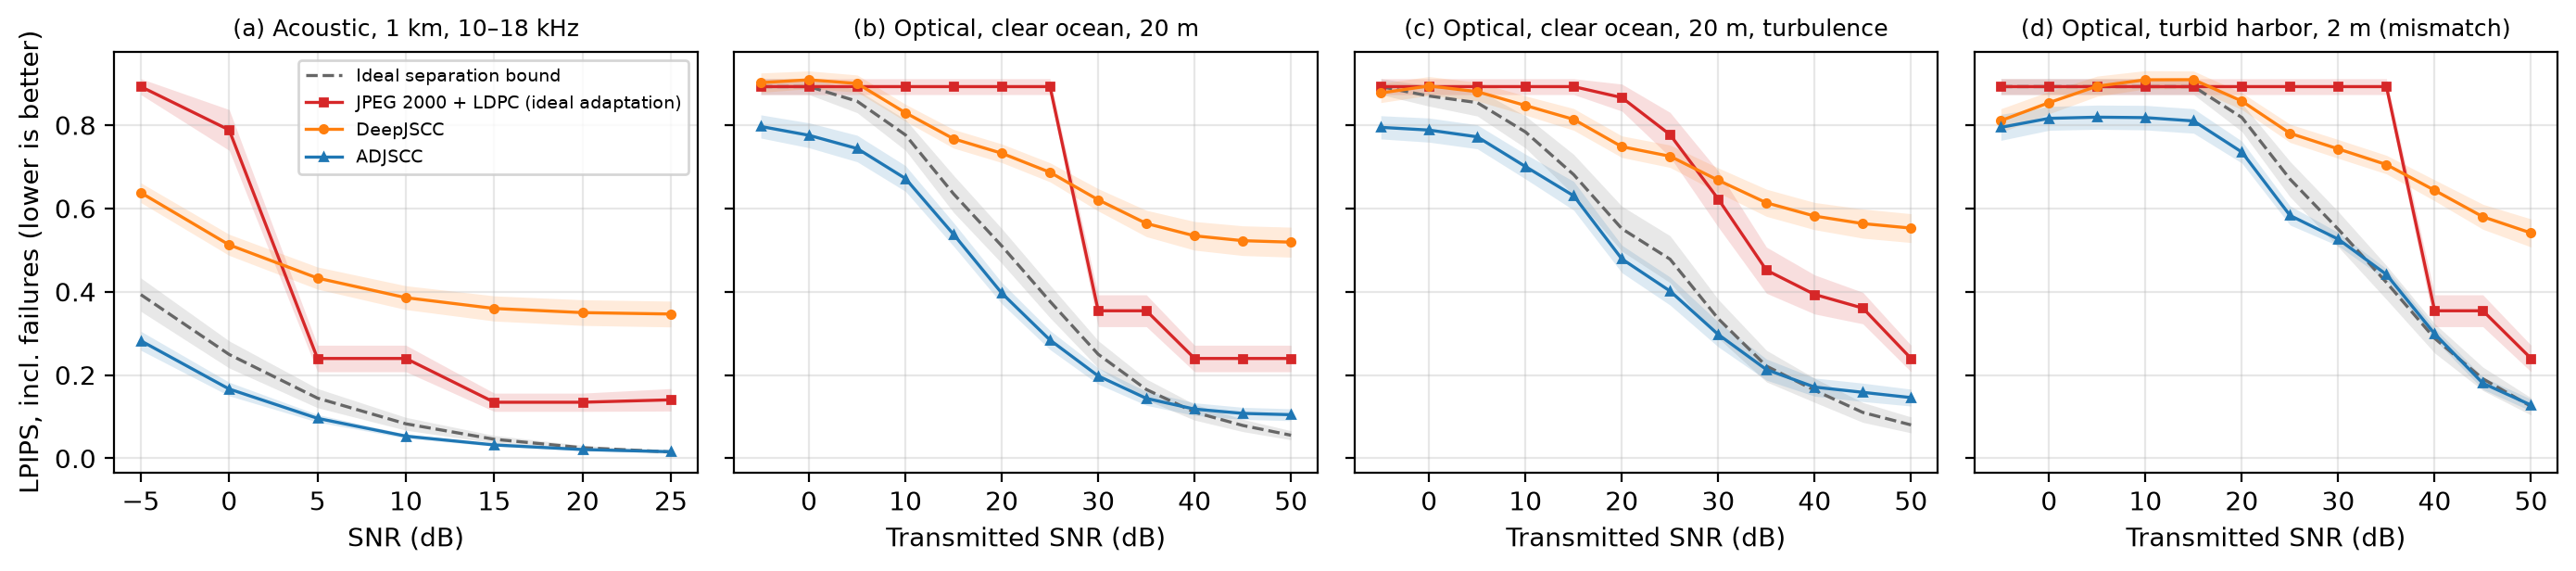 (a) Acoustic, 1 km, 10–18 kHz
(b) Optical, clear ocean, 20 m
(c) Optical, clear ocean, 20 m, turbulence
(d) Optical, turbid harbor, 2 m (mismatch)
LPIPS, incl. failures (lower is better)
Ideal separation bound
JPEG 2000 + LDPC (ideal adaptation)
DeepJSCC
ADJSCC
0.8
0.6
0.4
0.2
0.0
−5 0 5 10 15 20 25
0 10 20 30 40 50
0 10 20 30 40 50
0 10 20 30 40 50
SNR (dB)
Transmitted SNR (dB)
Transmitted SNR (dB)
Transmitted SNR (dB)